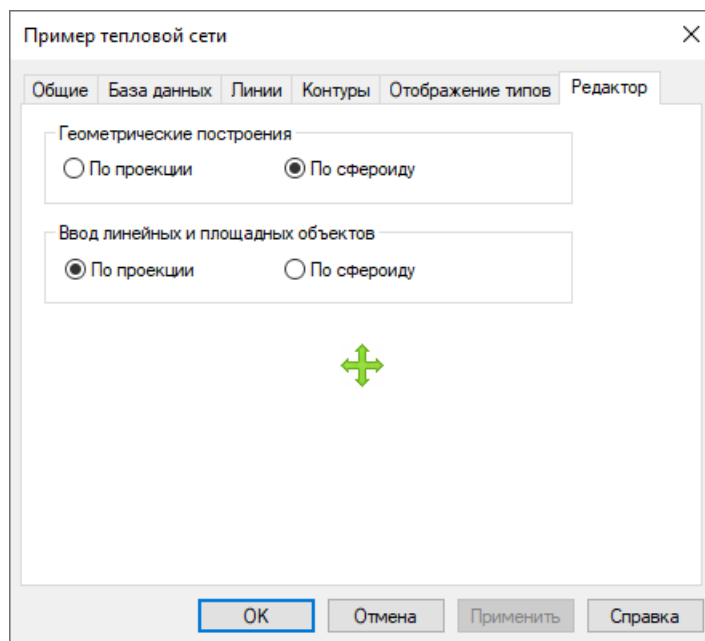 Пример тепловой сети
Общие База данных Линии Контуры Отображение типов Редактор
Геометрические построения
По проекции По сфероиду
Ввод линейных и площадных объектов
По проекции По сфероиду
OK Отмена Применить Справка